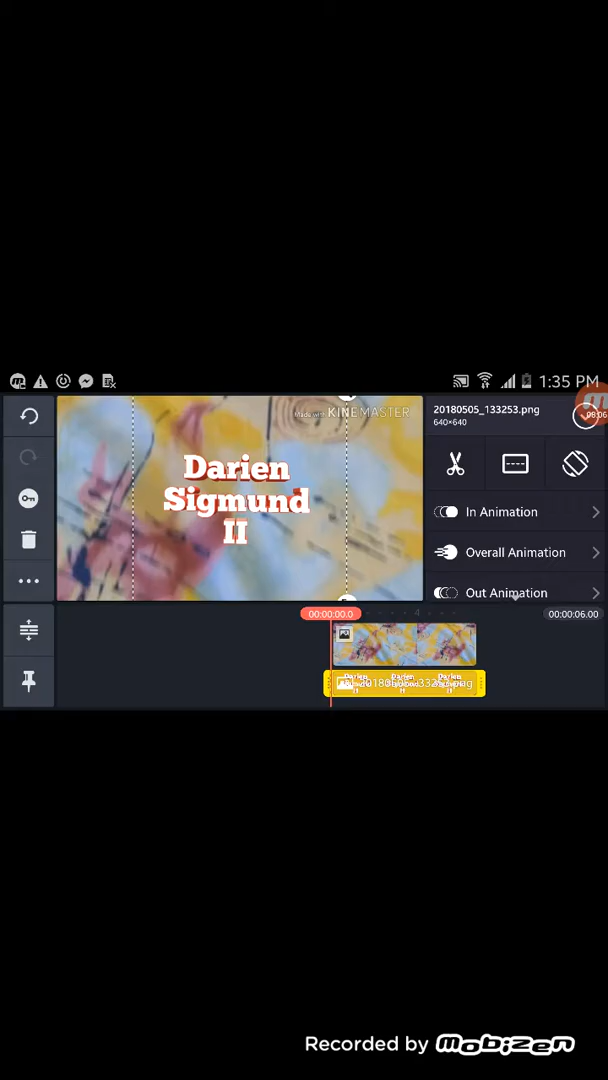 1:35 PM
Made with KINEMASTER
20180505_133253.png
640×640
Darien
Sigmund
II
In Animation
Overall Animation
Out Animation
00:00:00.0
4
00:00:06.00
Recorded by mobizen